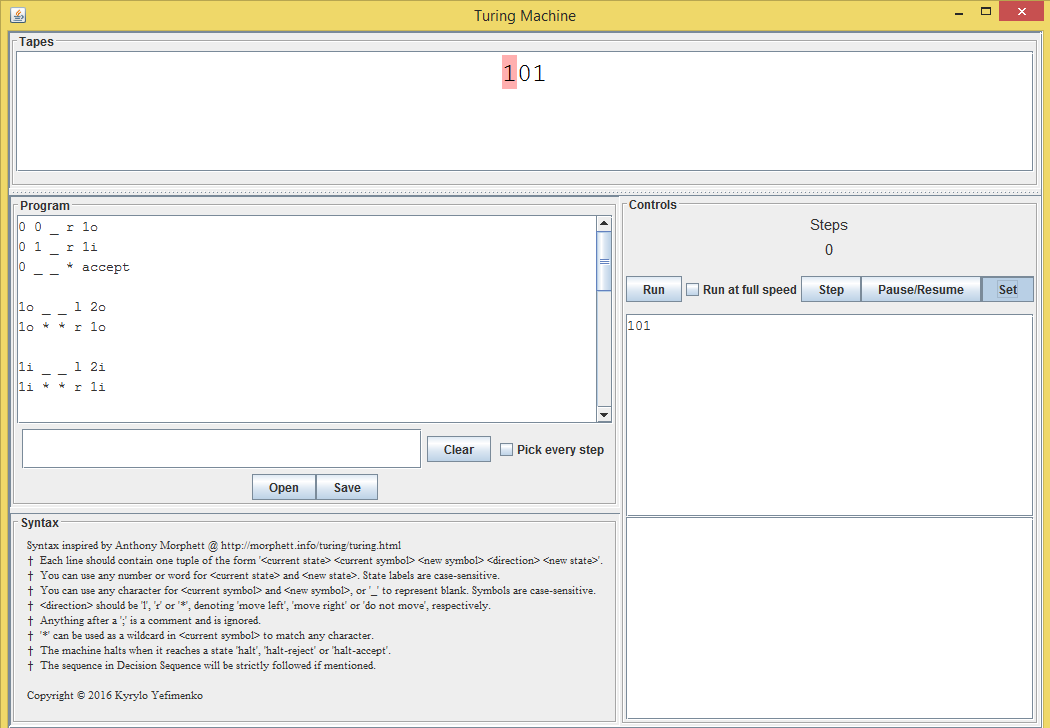 Turing Machine
Tapes
101
Program
0 0 _ r 1o
0 1 _ r 1i
0 _ _ * accept
1o _ _ l 2o
1o * * r 1o
1i _ _ l 2i
1i * * r 1i
Clear
Pick every step
Open
Save
Controls
Steps
0
Run
Run at full speed
Step
Pause/Resume
Set
101
Syntax
Syntax inspired by Anthony Morphett @ http://morphett.info/turing/turing.html
† Each line should contain one tuple of the form '<current state> <current symbol> <new symbol> <direction> <new state>'.
† You can use any number or word for <current state> and <new state>. State labels are case-sensitive.
† You can use any character for <current symbol> and <new symbol>, or '_' to represent blank. Symbols are case-sensitive.
† <direction> should be 'l', 'r' or '*', denoting 'move left', 'move right' or 'do not move', respectively.
† Anything after a ';' is a comment and is ignored.
† '*' can be used as a wildcard in <current symbol> to match any character.
† The machine halts when it reaches a state 'halt', 'halt-reject' or 'halt-accept'.
† The sequence in Decision Sequence will be strictly followed if mentioned.
Copyright © 2016 Kyrylo Yefimenko